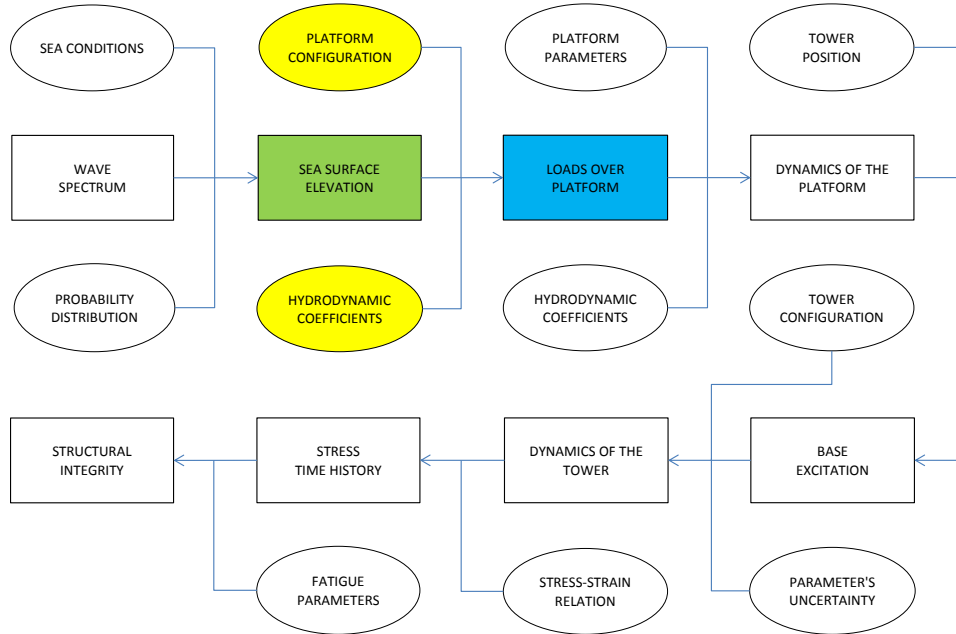 SEA CONDITIONS
PLATFORM
CONFIGURATION
PLATFORM
PARAMETERS
TOWER
POSITION
WAVE
SPECTRUM
SEA SURFACE
ELEVATION
LOADS OVER
PLATFORM
DYNAMICS OF THE
PLATFORM
PROBABILITY
DISTRIBUTION
HYDRODYNAMIC
COEFFICIENTS
HYDRODYNAMIC
COEFFICIENTS
TOWER
CONFIGURATION
STRUCTURAL
INTEGRITY
STRESS
TIME HISTORY
DYNAMICS OF THE
TOWER
BASE
EXCITATION
FATIGUE
PARAMETERS
STRESS-STRAIN
RELATION
PARAMETER'S
UNCERTAINTY